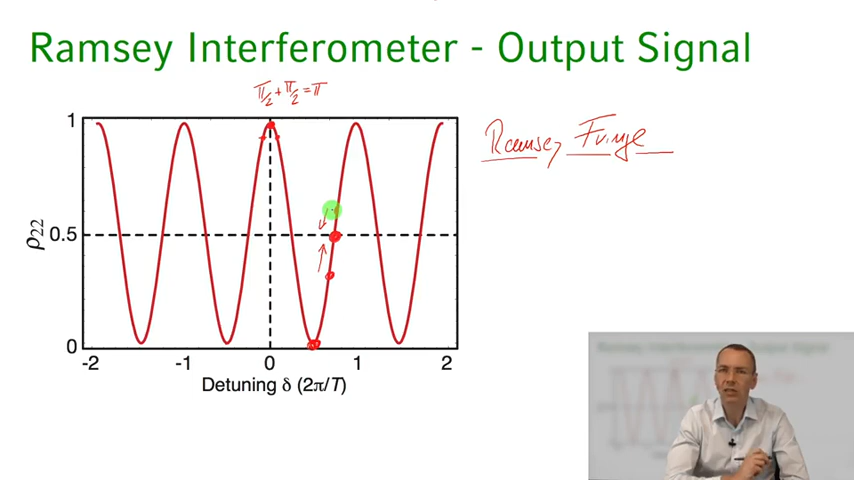 Ramsey Interferometer - Output Signal
π/2 + π/2 = π
Ramsey Fringe
1
ρ22
0.5
0
-2 -1 0 1 2
Detuning δ (2π/T)